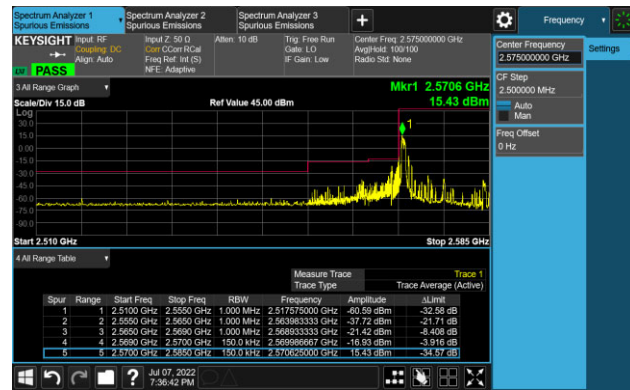 Spectrum Analyzer 1
Spurious Emissions
Spectrum Analyzer 2
Spurious Emissions
Spectrum Analyzer 3
Spurious Emissions
Frequency
KEYSIGHT
Input: RF
Coupling: DC
Align: Auto
Input Z: 50 Ω
Corr CCorr RCal
Freq Ref: Int (S)
NFE: Adaptive
Atten: 10 dB
Trig: Free Run
Gate: LO
IF Gain: Low
Center Freq: 2.575000000 GHz
Avg|Hold: 100/100
Radio Std: None
PASS
Center Frequency
2.575000000 GHz
Settings
CF Step
2.500000 MHz
Auto
Man
Freq Offset
0 Hz
3 All Range Graph
Mkr1 2.5706 GHz
Scale/Div 15.0 dB
Ref Value 45.00 dBm
15.43 dBm
Log
30.0
15.0
0.00
-15.0
-30.0
-45.0
-60.0
-75.0
-90.0
1
Start 2.510 GHz
Stop 2.585 GHz
4 All Range Table
Measure Trace Trace 1
Trace Type Trace Average (Active)
Spur Range Start Freq Stop Freq RBW Frequency Amplitude ΔLimit
1 1 2.5100 GHz 2.5550 GHz 1.000 MHz 2.517575000 GHz -60.59 dBm -32.58 dB
2 2 2.5550 GHz 2.5650 GHz 1.000 MHz 2.563983333 GHz -37.72 dBm -21.71 dB
3 3 2.5650 GHz 2.5690 GHz 1.000 MHz 2.568933333 GHz -21.42 dBm -8.408 dB
4 4 2.5690 GHz 2.5700 GHz 150.0 kHz 2.569986667 GHz -16.93 dBm -3.916 dB
5 5 2.5700 GHz 2.5850 GHz 150.0 kHz 2.570625000 GHz 15.43 dBm -34.57 dB
Jul 07, 2022
7:36:42 PM